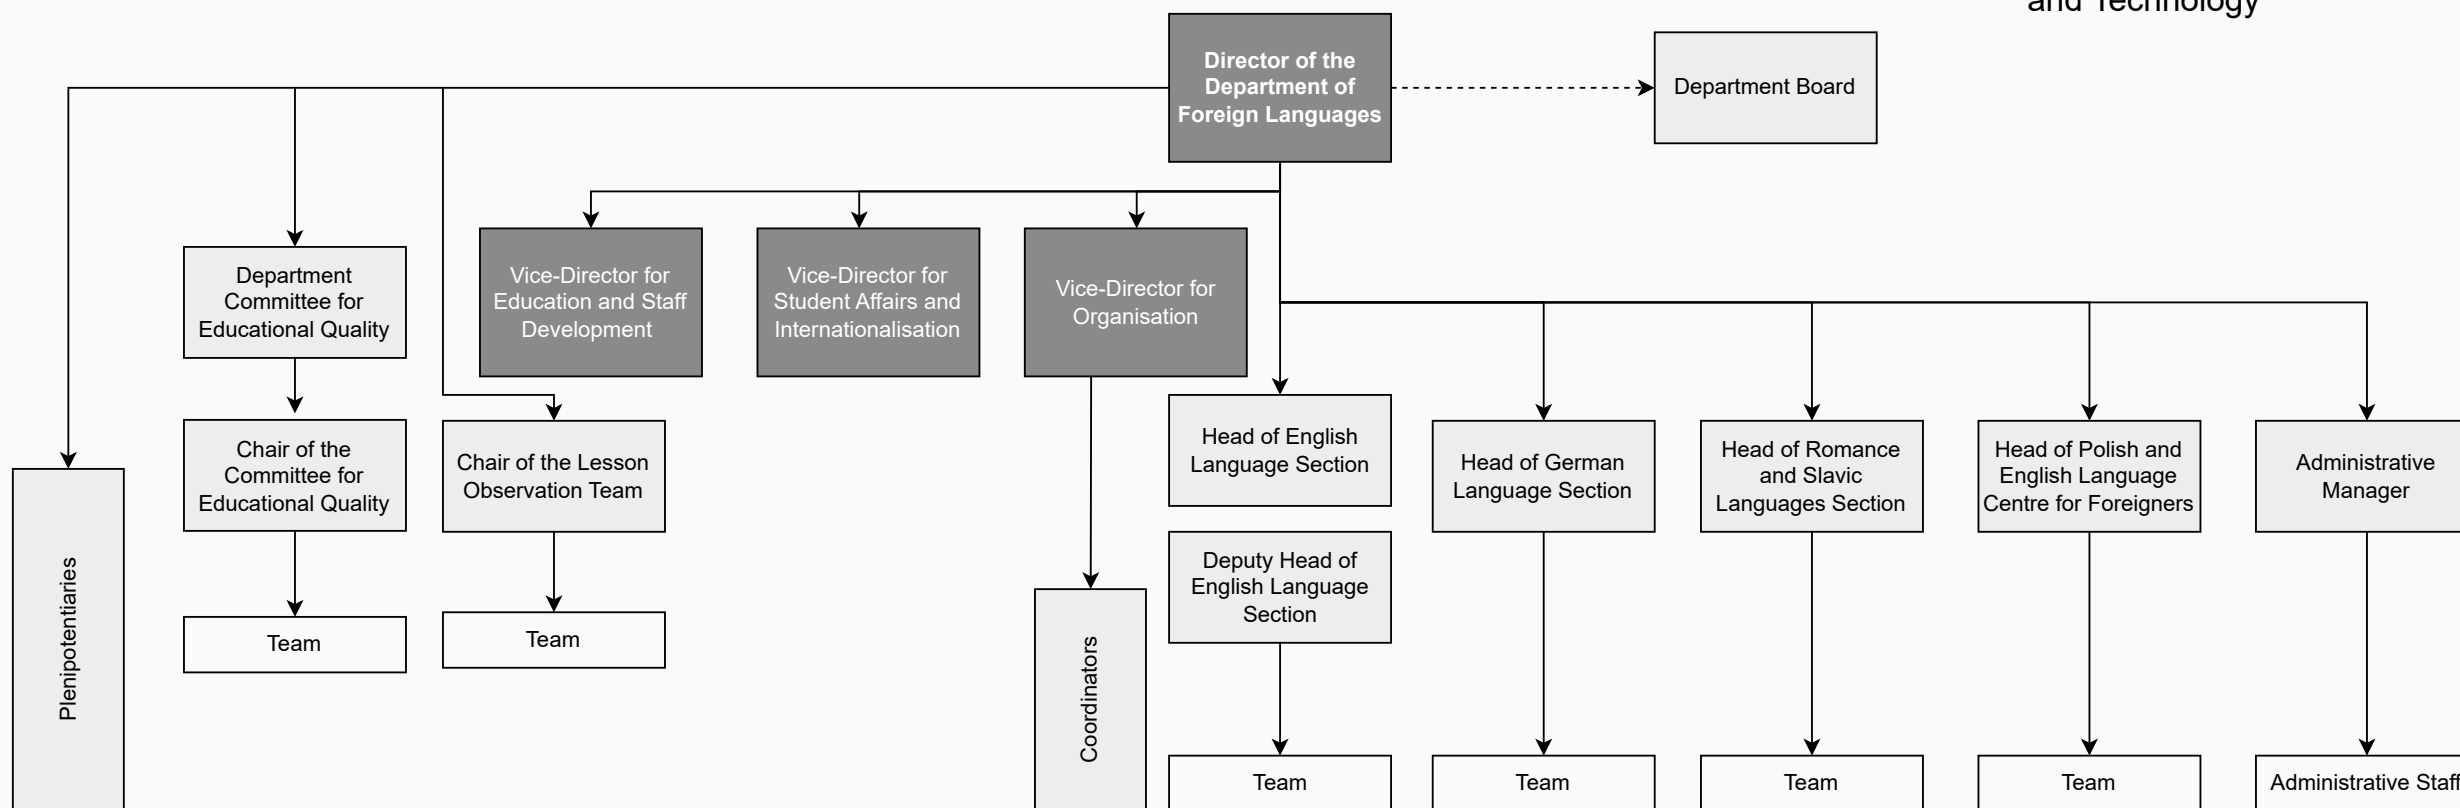 and Technology
Director of the
Department of
Foreign Languages
Department Board
Department
Committee for
Educational Quality
Vice-Director for
Education and Staff
Development
Vice-Director for
Student Affairs and
Internationalisation
Vice-Director for
Organisation
Chair of the
Committee for
Educational Quality
Chair of the Lesson
Observation Team
Head of English
Language Section
Head of German
Language Section
Head of Romance
and Slavic
Languages Section
Head of Polish and
English Language
Centre for Foreigners
Administrative
Manager
Deputy Head of
English Language
Section
Plenipotentiaries
Team
Team
Coordinators
Team
Team
Team
Team
Administrative Staff